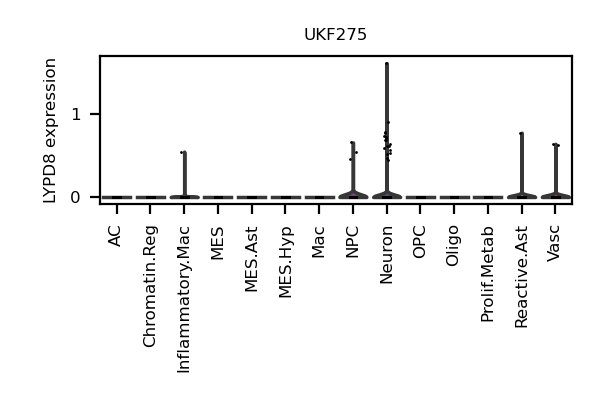 UKF275
LYPD8 expression
1
0
AC
Chromatin.Reg
Inflammatory.Mac
MES
MES.Ast
MES.Hyp
Mac
NPC
Neuron
OPC
Oligo
Prolif.Metab
Reactive.Ast
Vasc